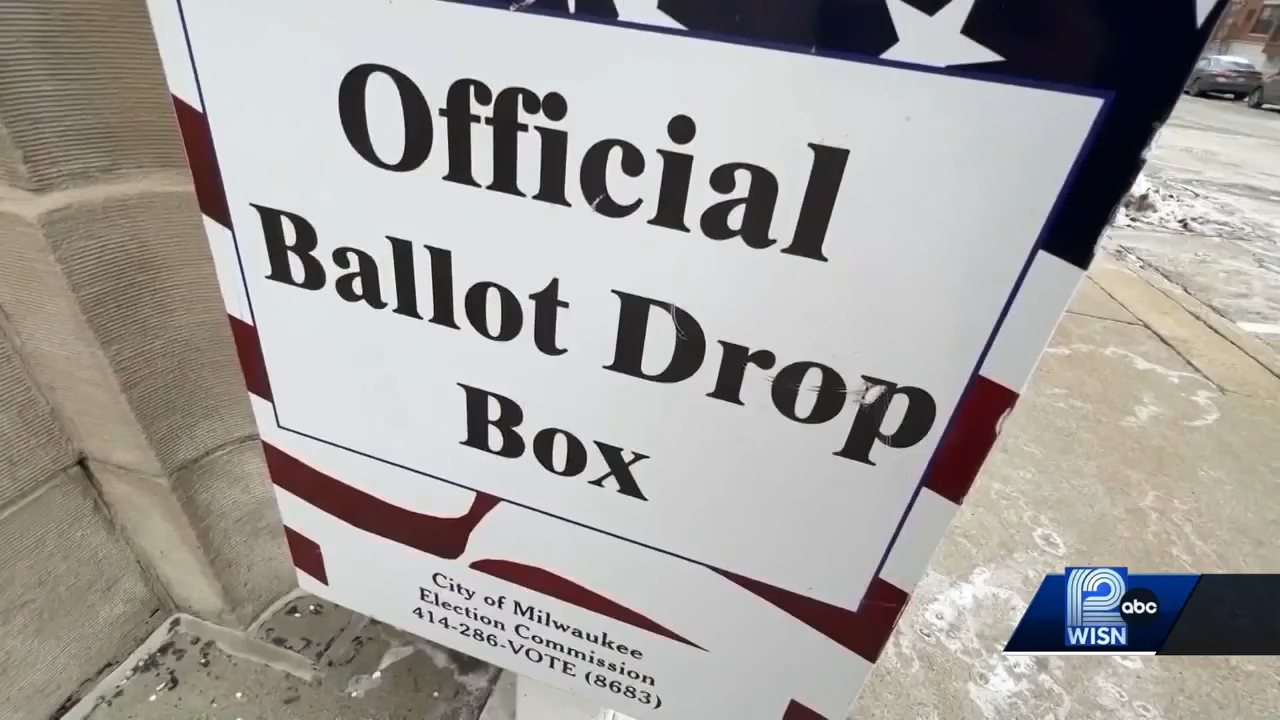 Official
Ballot Drop
Box
City of Milwaukee
Election Commission
414-286-VOTE (8683)
12
abc
WISN